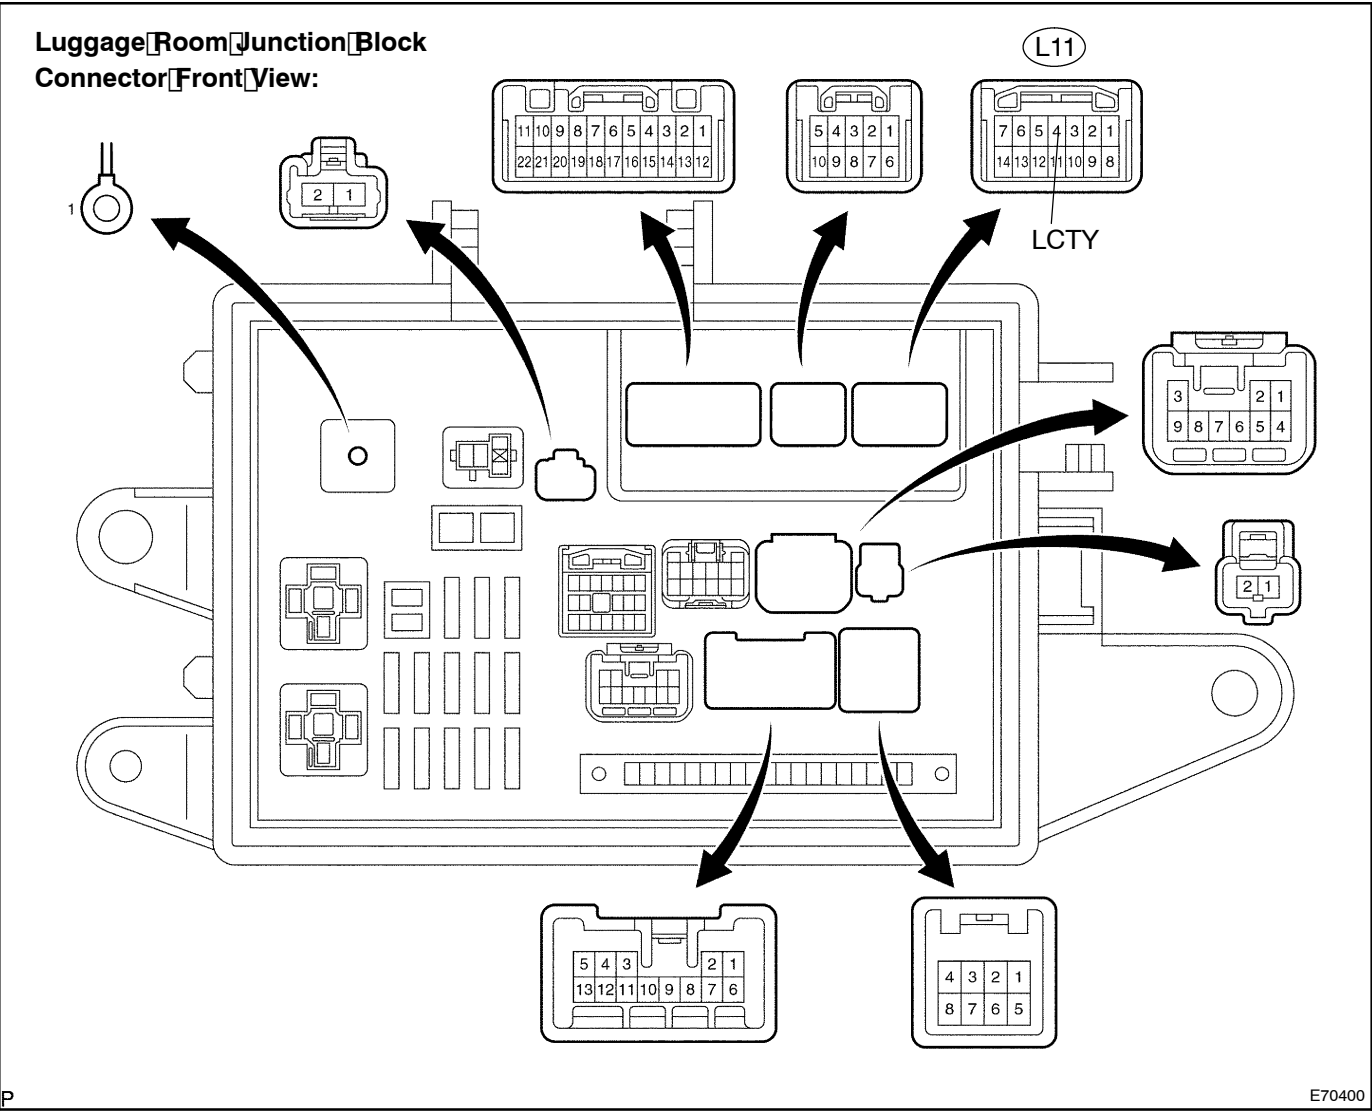 Luggage Room Junction Block
Connector Front View:
L11
11 10 9 8 7 6 5 4 3 2 1
22 21 20 19 18 17 16 15 14 13 12
5 4 3 2 1
10 9 8 7 6
7 6 5 4 3 2 1
14 13 12 11 10 9 8
LCTY
1
2 1
3 2 1
9 8 7 6 5 4
2 1
5 4 3 2 1
13 12 11 10 9 8 7 6
4 3 2 1
8 7 6 5
P
E70400